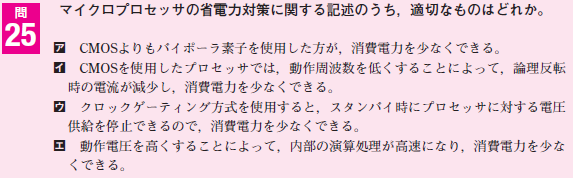 問
25
マイクロプロセッサの省電力対策に関する記述のうち，適切なものはどれか。
ア CMOSよりもバイポーラ素子を使用した方が，消費電力を少なくできる。
イ CMOSを使用したプロセッサでは，動作周波数を低くすることによって，論理反転
時の電流が減少し，消費電力を少なくできる。
ウ クロックゲーティング方式を使用すると，スタンバイ時にプロセッサに対する電圧
供給を停止できるので，消費電力を少なくできる。
エ 動作電圧を高くすることによって，内部の演算処理が高速になり，消費電力を少な
くできる。